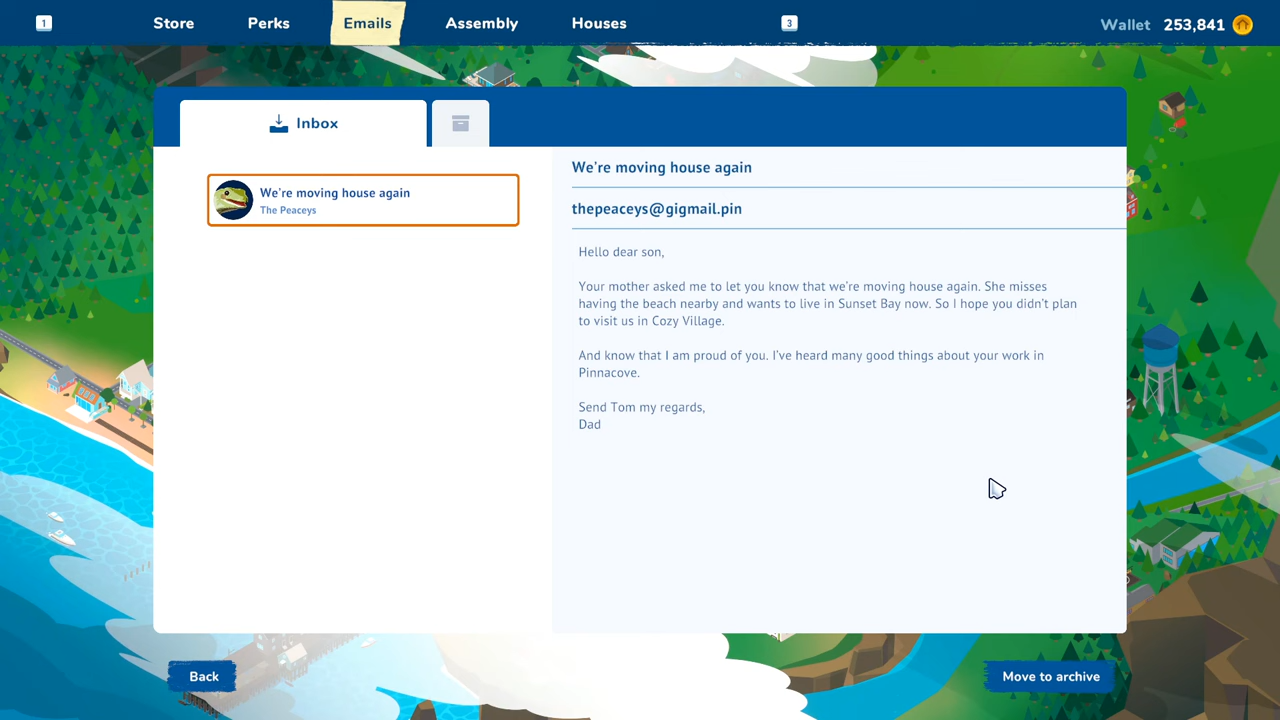 1 Store Perks Emails Assembly Houses 3 Wallet 253,841
Inbox
We're moving house again
The Peaceys
We're moving house again
thepeaceys@gigmail.pin
Hello dear son,
Your mother asked me to let you know that we're moving house again. She misses
having the beach nearby and wants to live in Sunset Bay now. So I hope you didn't plan
to visit us in Cozy Village.
And know that I am proud of you. I've heard many good things about your work in
Pinnacove.
Send Tom my regards,
Dad
Back
Move to archive